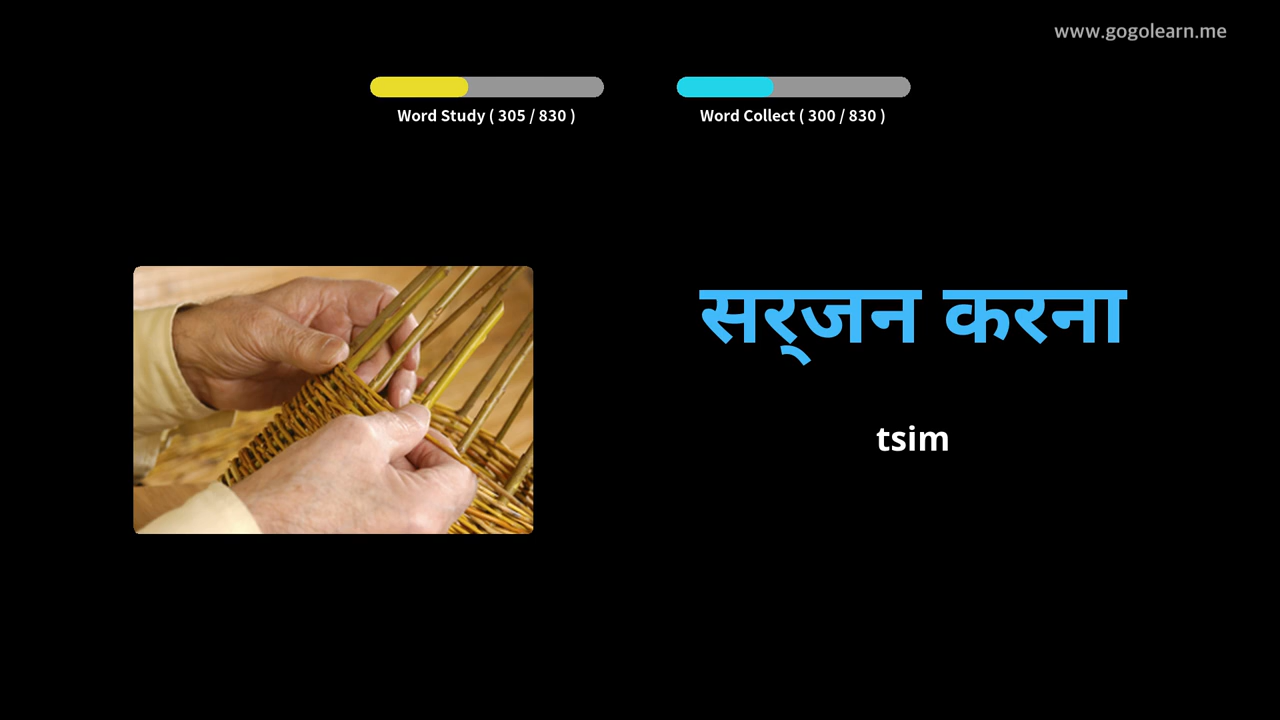 www.gogolearn.me
Word Study ( 305 / 830 )
Word Collect ( 300 / 830 )
सर्‌जन करना
tsim